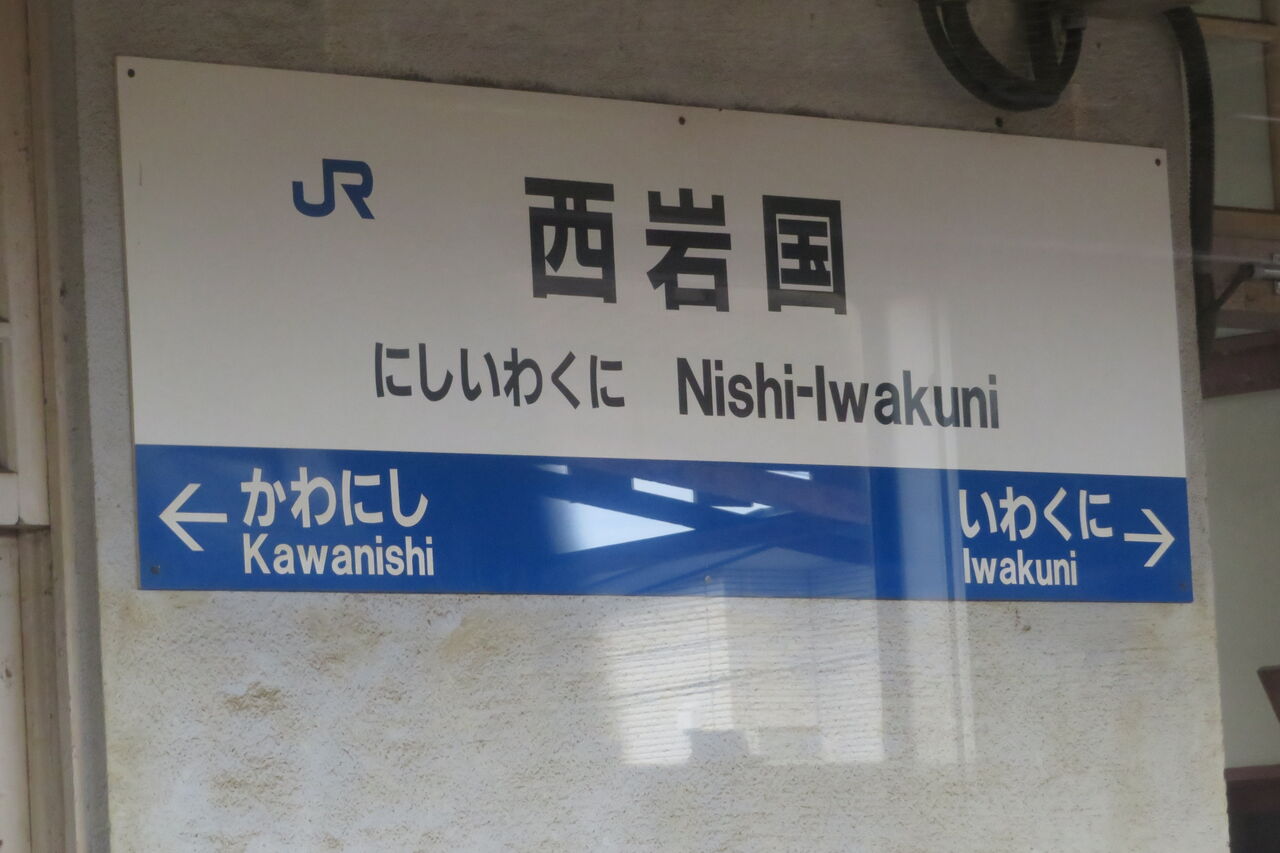 JR
西岩国
にしいわくに Nishi-Iwakuni
← かわにし
Kawanishi
いわくに →
Iwakuni